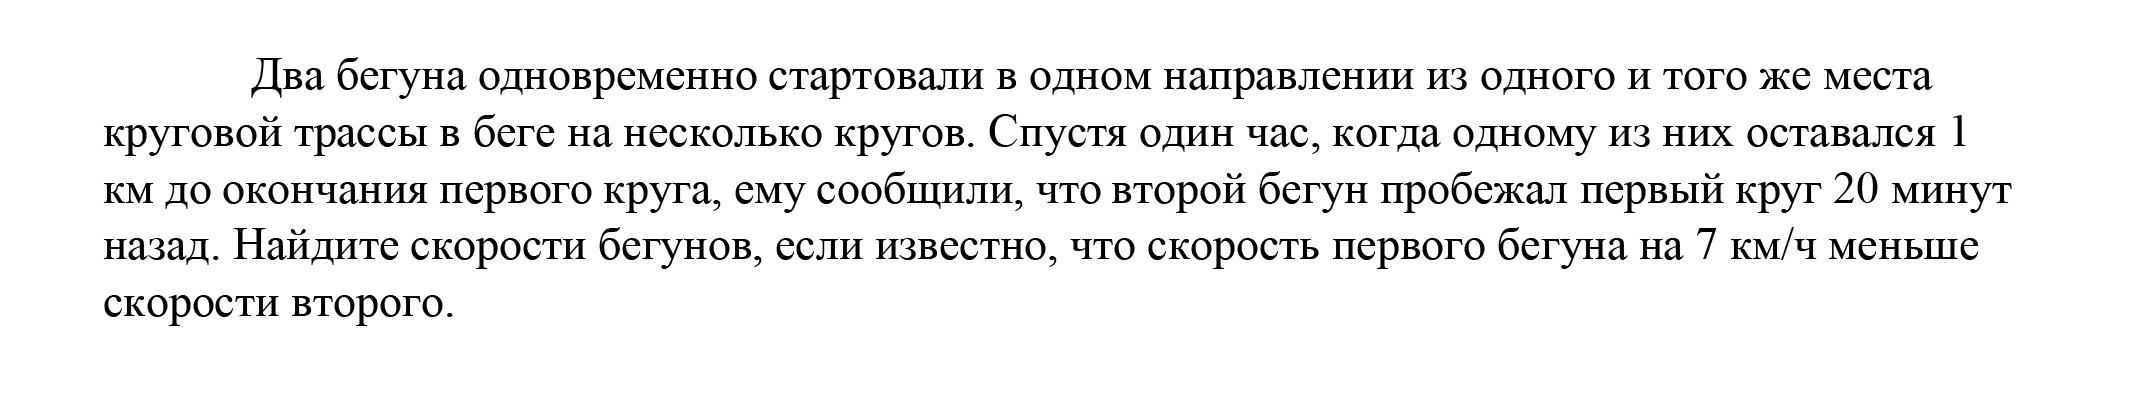 Два бегуна одновременно стартовали в одном направлении из одного и того же места
круговой трассы в беге на несколько кругов. Спустя один час, когда одному из них оставался 1
км до окончания первого круга, ему сообщили, что второй бегун пробежал первый круг 20 минут
назад. Найдите скорости бегунов, если известно, что скорость первого бегуна на 7 км/ч меньше
скорости второго.